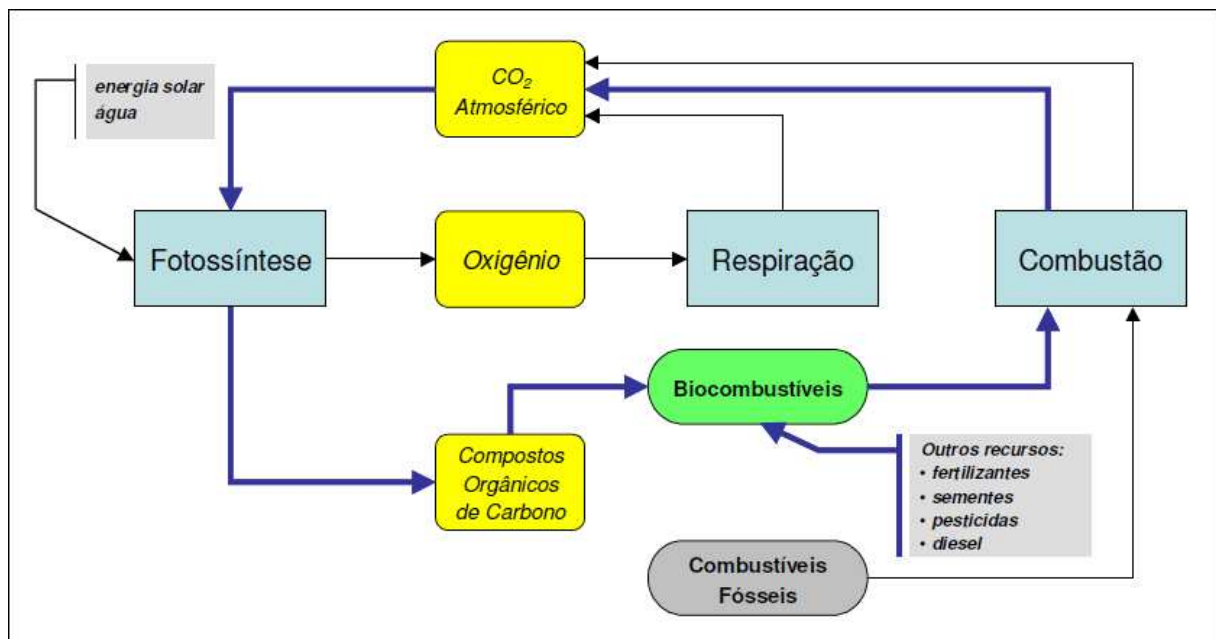 energia solar
água
CO₂
Atmosférico
Fotossíntese
Oxigênio
Respiração
Combustão
Biocombustíveis
Compostos
Orgânicos
de Carbono
Outros recursos:
• fertilizantes
• sementes
• pesticidas
• diesel
Combustíveis
Fósseis